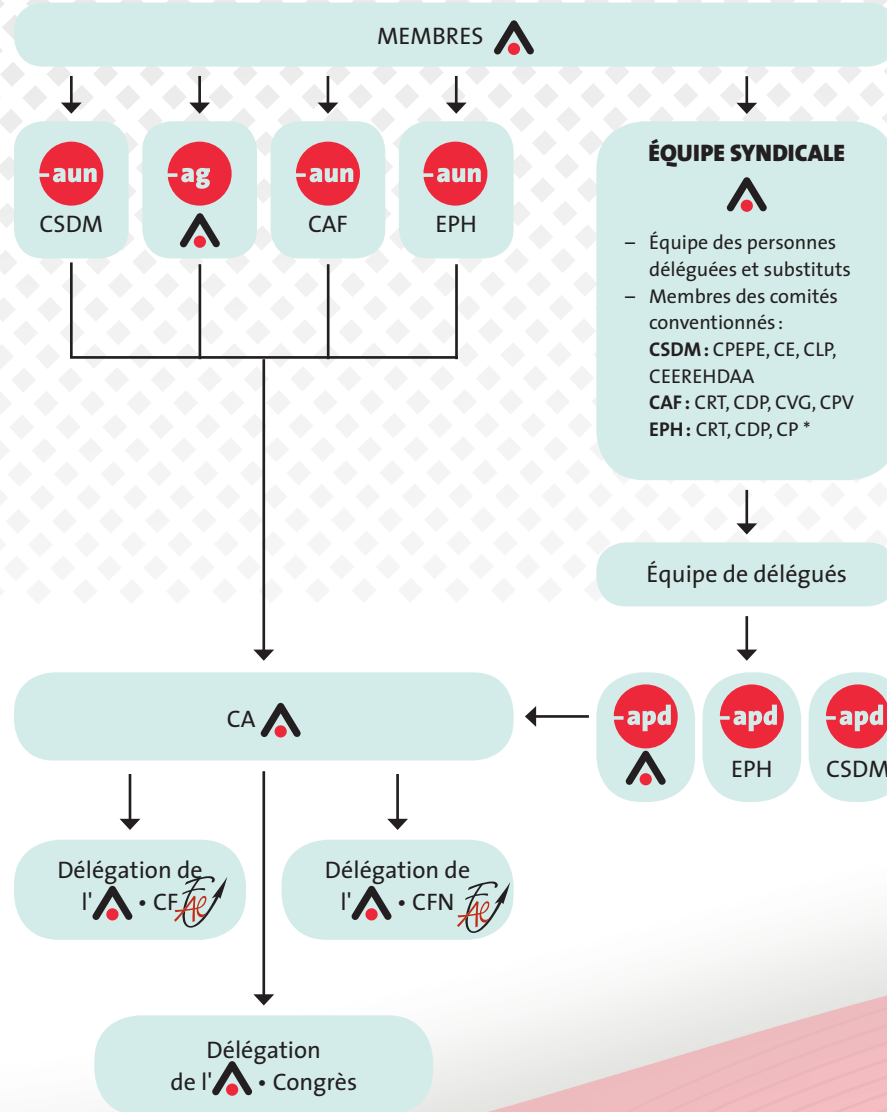 MEMBRES
-aun
CSDM
-ag
-aun
CAF
-aun
EPH
ÉQUIPE SYNDICALE
– Équipe des personnes
déléguées et substituts
– Membres des comités
conventionnés :
CSDM : CPEPE, CE, CLP,
CEEREHDAA
CAF : CRT, CDP, CVG, CPV
EPH : CRT, CDP, CP *
Équipe de délégués
CA
-apd
-apd
EPH
-apd
CSDM
Délégation de
l' • CF FAE
Délégation de
l' • CFN FAE
Délégation
de l' • Congrès